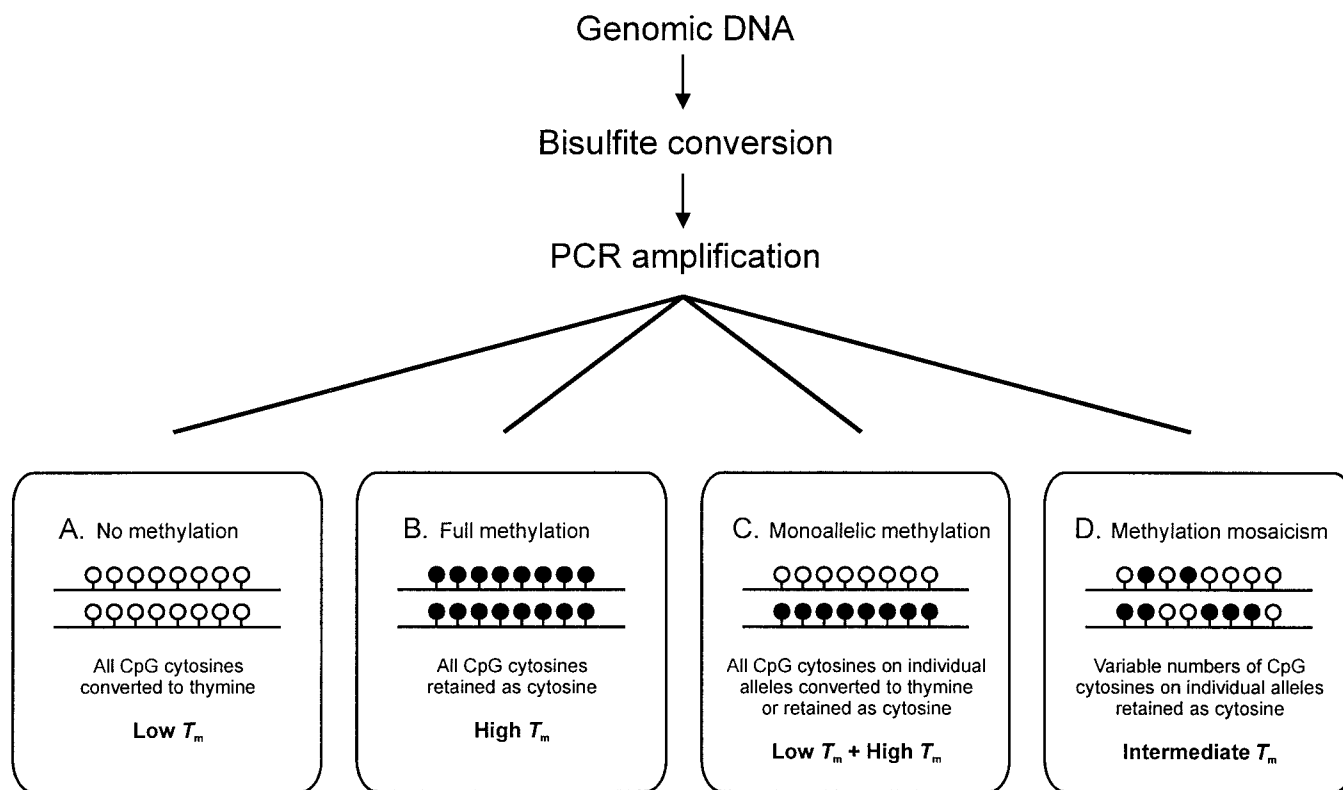 Genomic DNA
Bisulfite conversion
PCR amplification
A. No methylation
All CpG cytosines
converted to thymine
Low Tm
B. Full methylation
All CpG cytosines
retained as cytosine
High Tm
C. Monoallelic methylation
All CpG cytosines on individual
alleles converted to thymine
or retained as cytosine
Low Tm + High Tm
D. Methylation mosaicism
Variable numbers of CpG
cytosines on individual alleles
retained as cytosine
Intermediate Tm